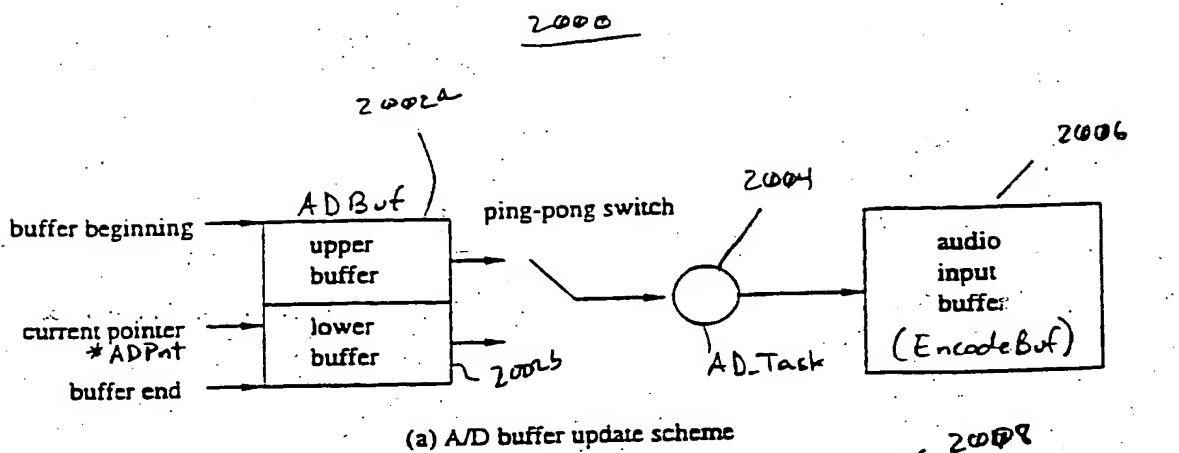 2000
2002a
2006
2004
ADBuf
ping-pong switch
buffer beginning
upper
buffer
audio
input
buffer
(EncodeBuf)
current pointer
*ADPnt
lower
buffer
buffer end
2002b
AD_Task
(a) A/D buffer update scheme
2008